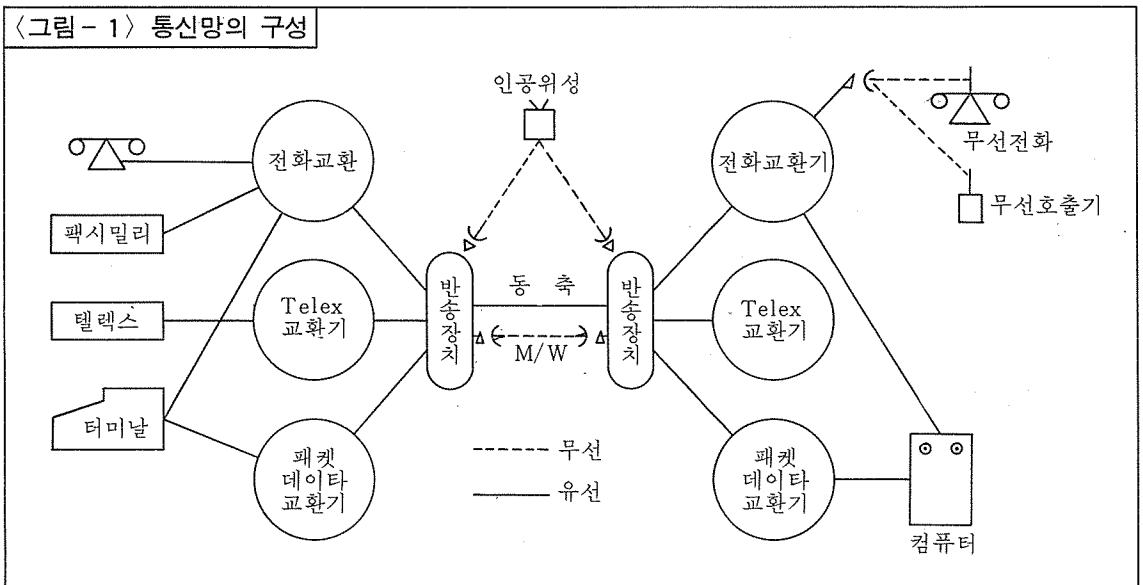 〈그림-1〉 통신망의 구성
인공위성
전화교환
전화교환기
무선전화
무선호출기
팩시밀리
텔렉스
터미날
Telex
교환기
반송장치
동 축
M/W
반송장치
Telex
교환기
패켓
데이타
교환기
무선
유선
패켓
데이타
교환기
컴퓨터